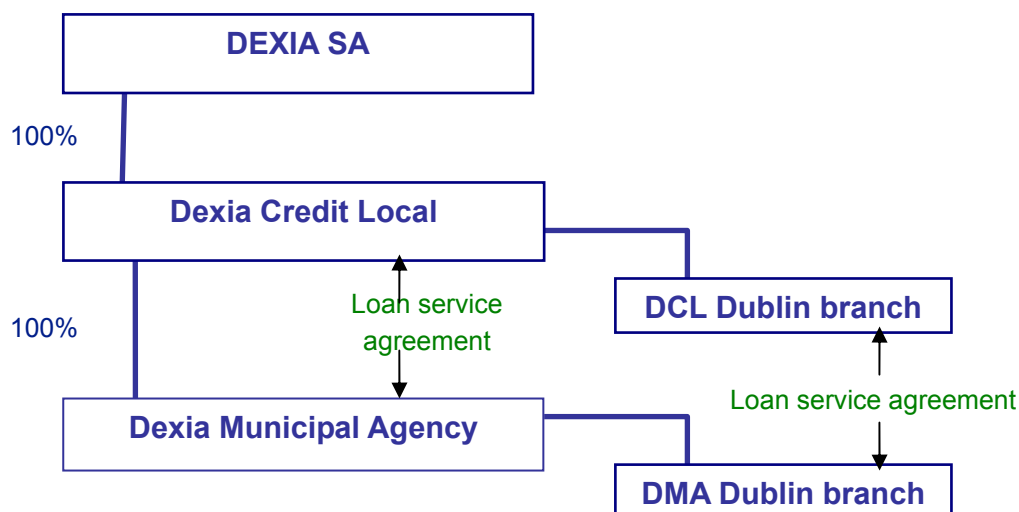 DEXIA SA
100%
Dexia Credit Local
DCL Dublin branch
Loan service
agreement
100%
Loan service agreement
Dexia Municipal Agency
DMA Dublin branch